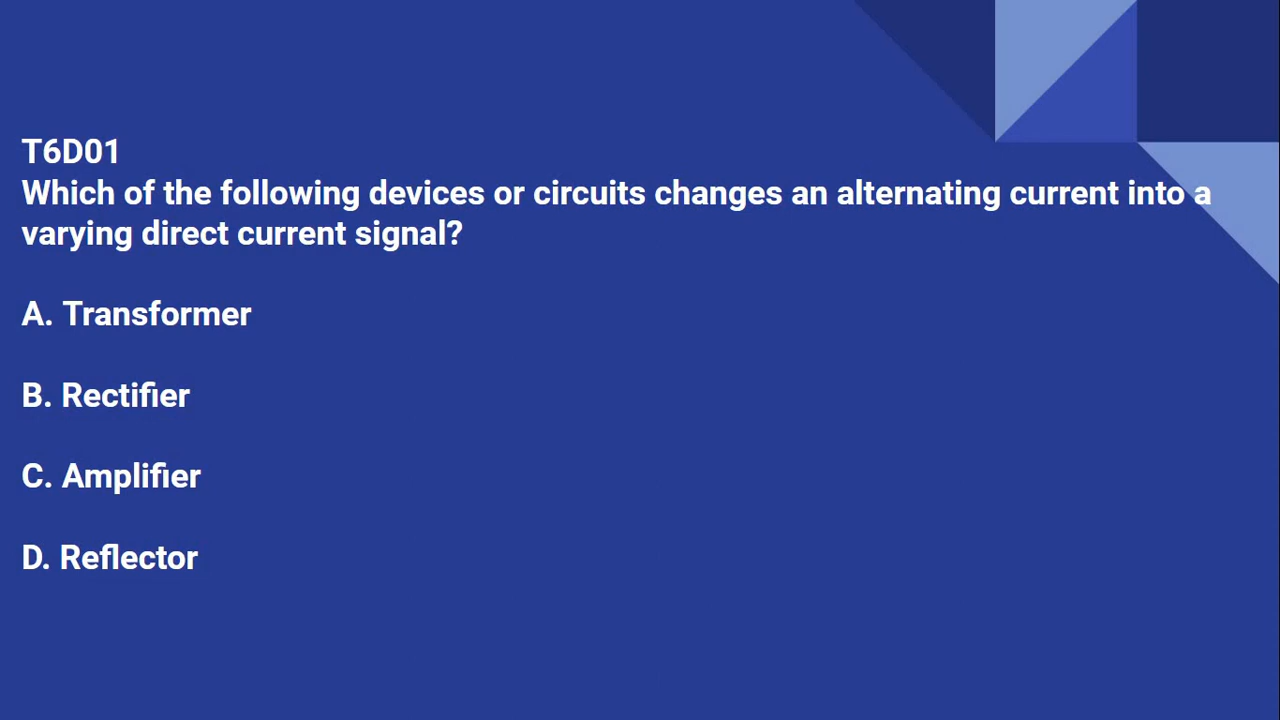 T6D01
Which of the following devices or circuits changes an alternating current into a
varying direct current signal?
A. Transformer
B. Rectifier
C. Amplifier
D. Reflector